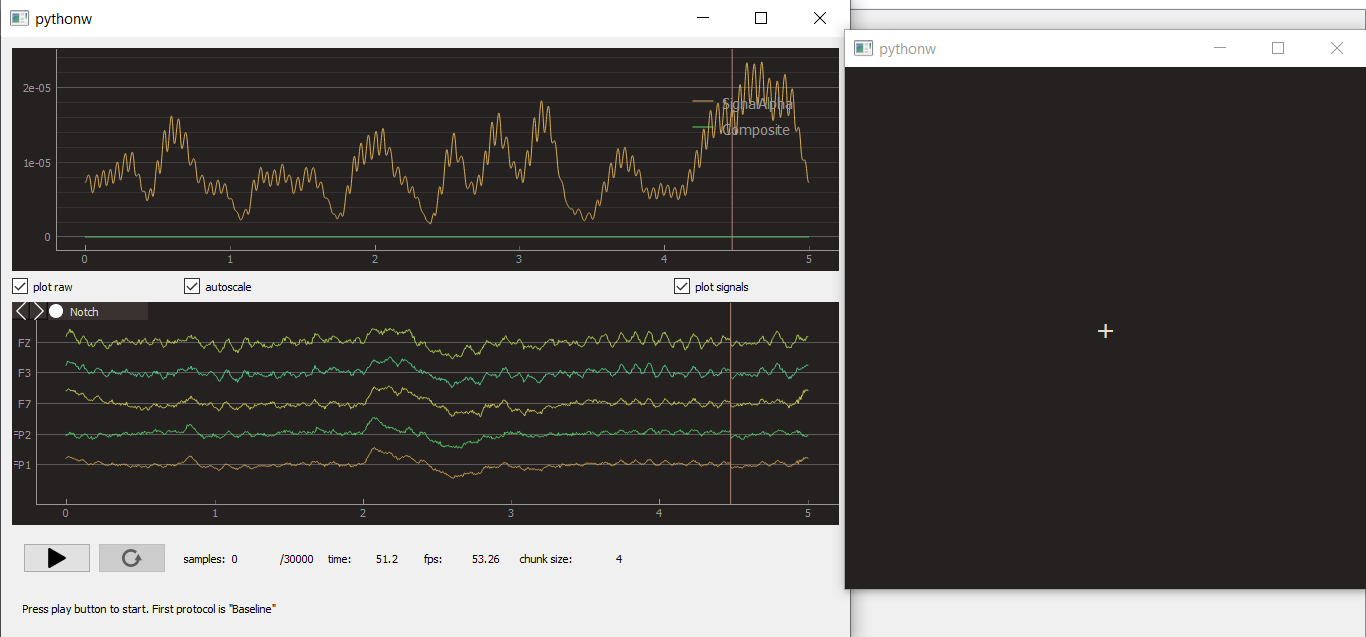 pythonw
pythonw
2e-05
SignalAlpha
Composite
1e-05
0
0 1 2 3 4 5
plot raw autoscale plot signals
Notch
FZ
F3
F7
FP2
FP1
0 1 2 3 4 5
samples: 0 /30000 time: 51.2 fps: 53.26 chunk size: 4
Press play button to start. First protocol is "Baseline"